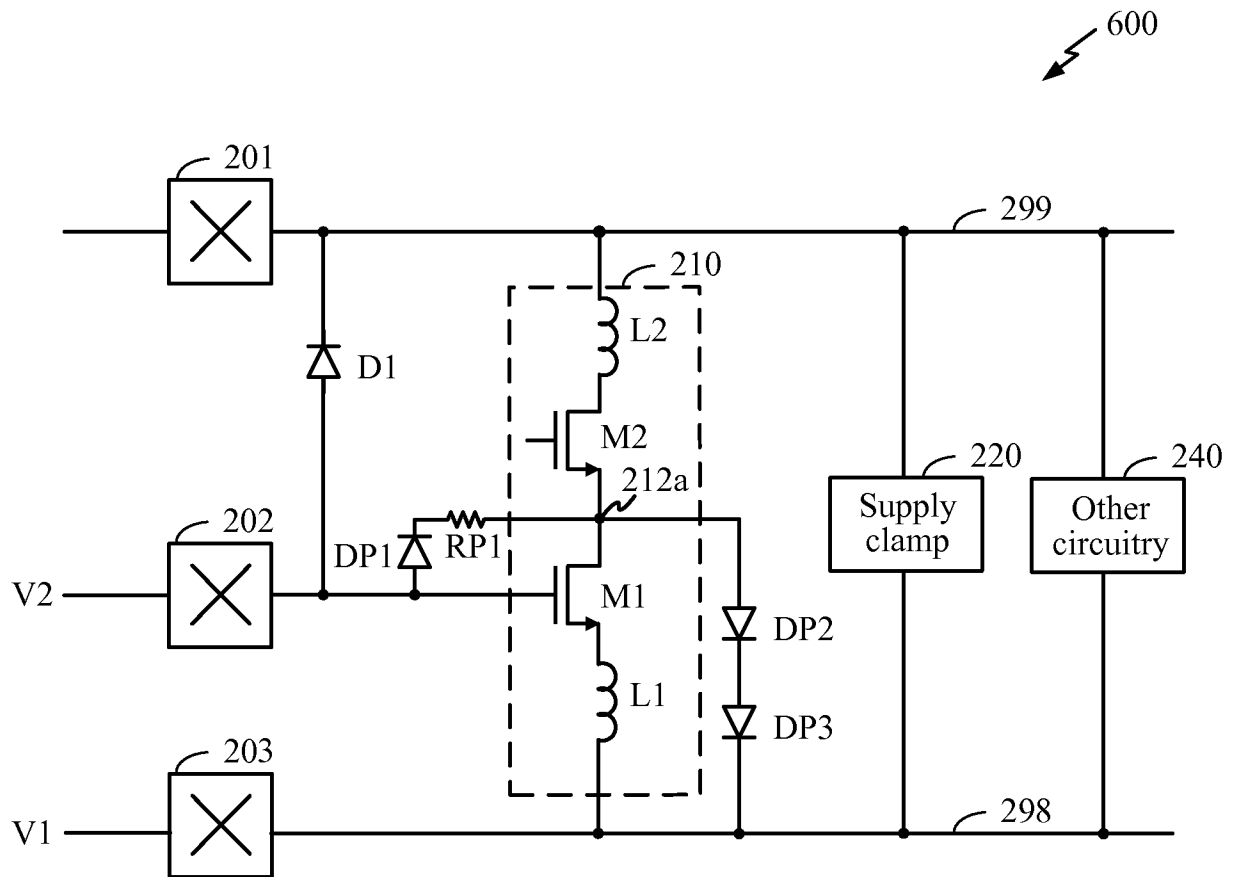 600
201
299
210
L2
D1
M2
220
240
212a
Supply
clamp
Other
circuitry
202
RP1
DP1
V2
M1
DP2
L1
DP3
203
298
V1